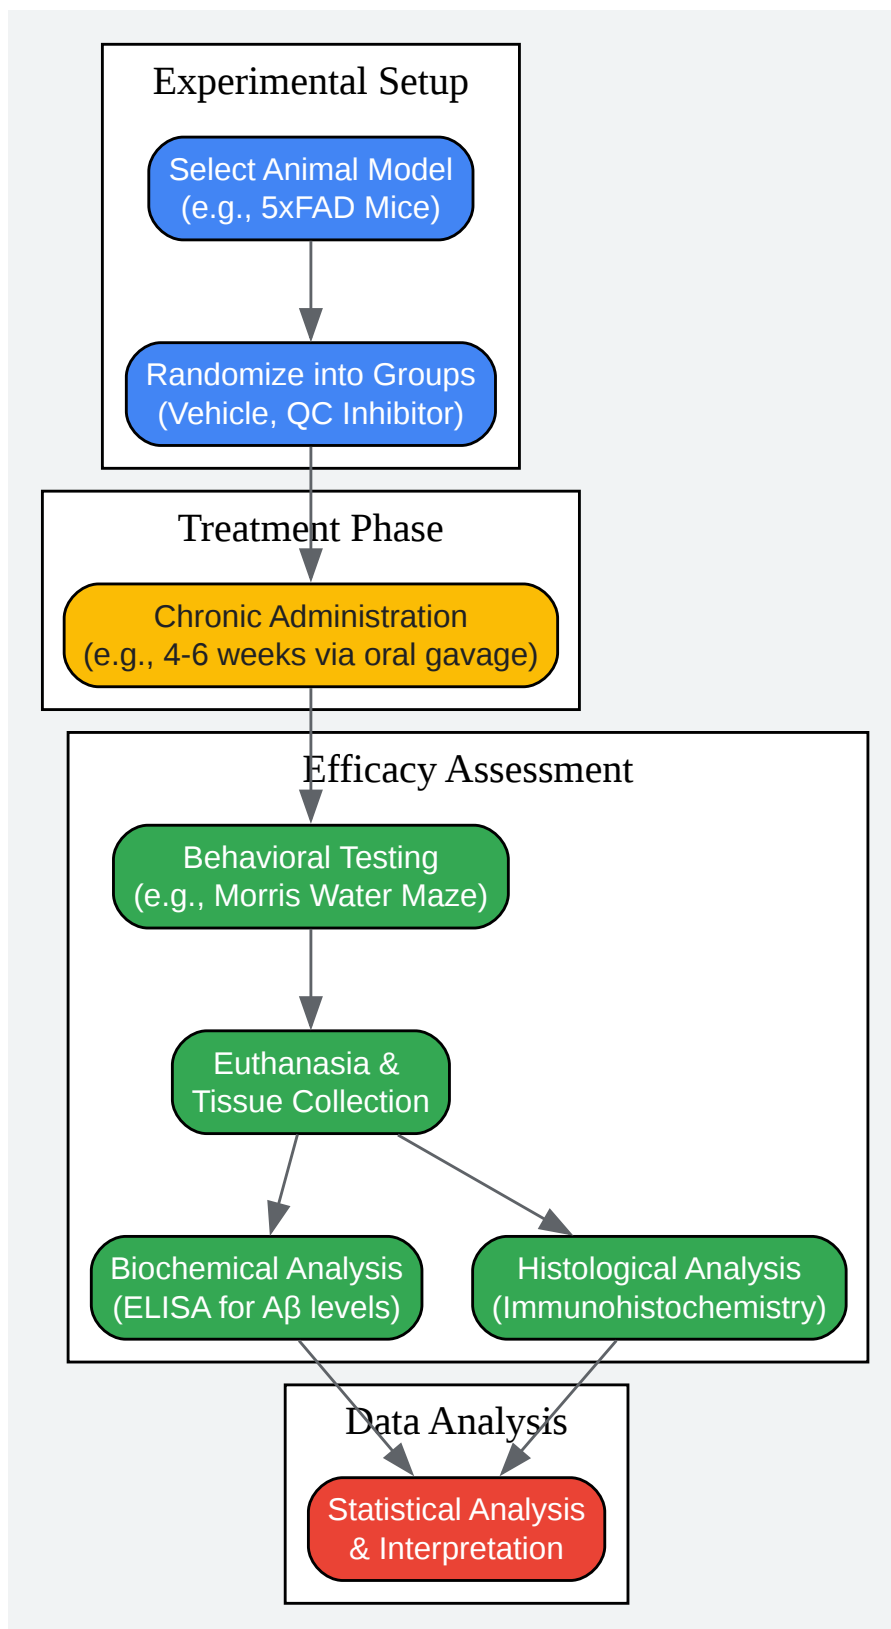 Experimental Setup
Select Animal Model
(e.g., 5xFAD Mice)
Randomize into Groups
(Vehicle, QC Inhibitor)
Treatment Phase
Chronic Administration
(e.g., 4-6 weeks via oral gavage)
Efficacy Assessment
Behavioral Testing
(e.g., Morris Water Maze)
Euthanasia &
Tissue Collection
Biochemical Analysis
(ELISA for Aβ levels)
Histological Analysis
(Immunohistochemistry)
Data Analysis
Statistical Analysis
& Interpretation